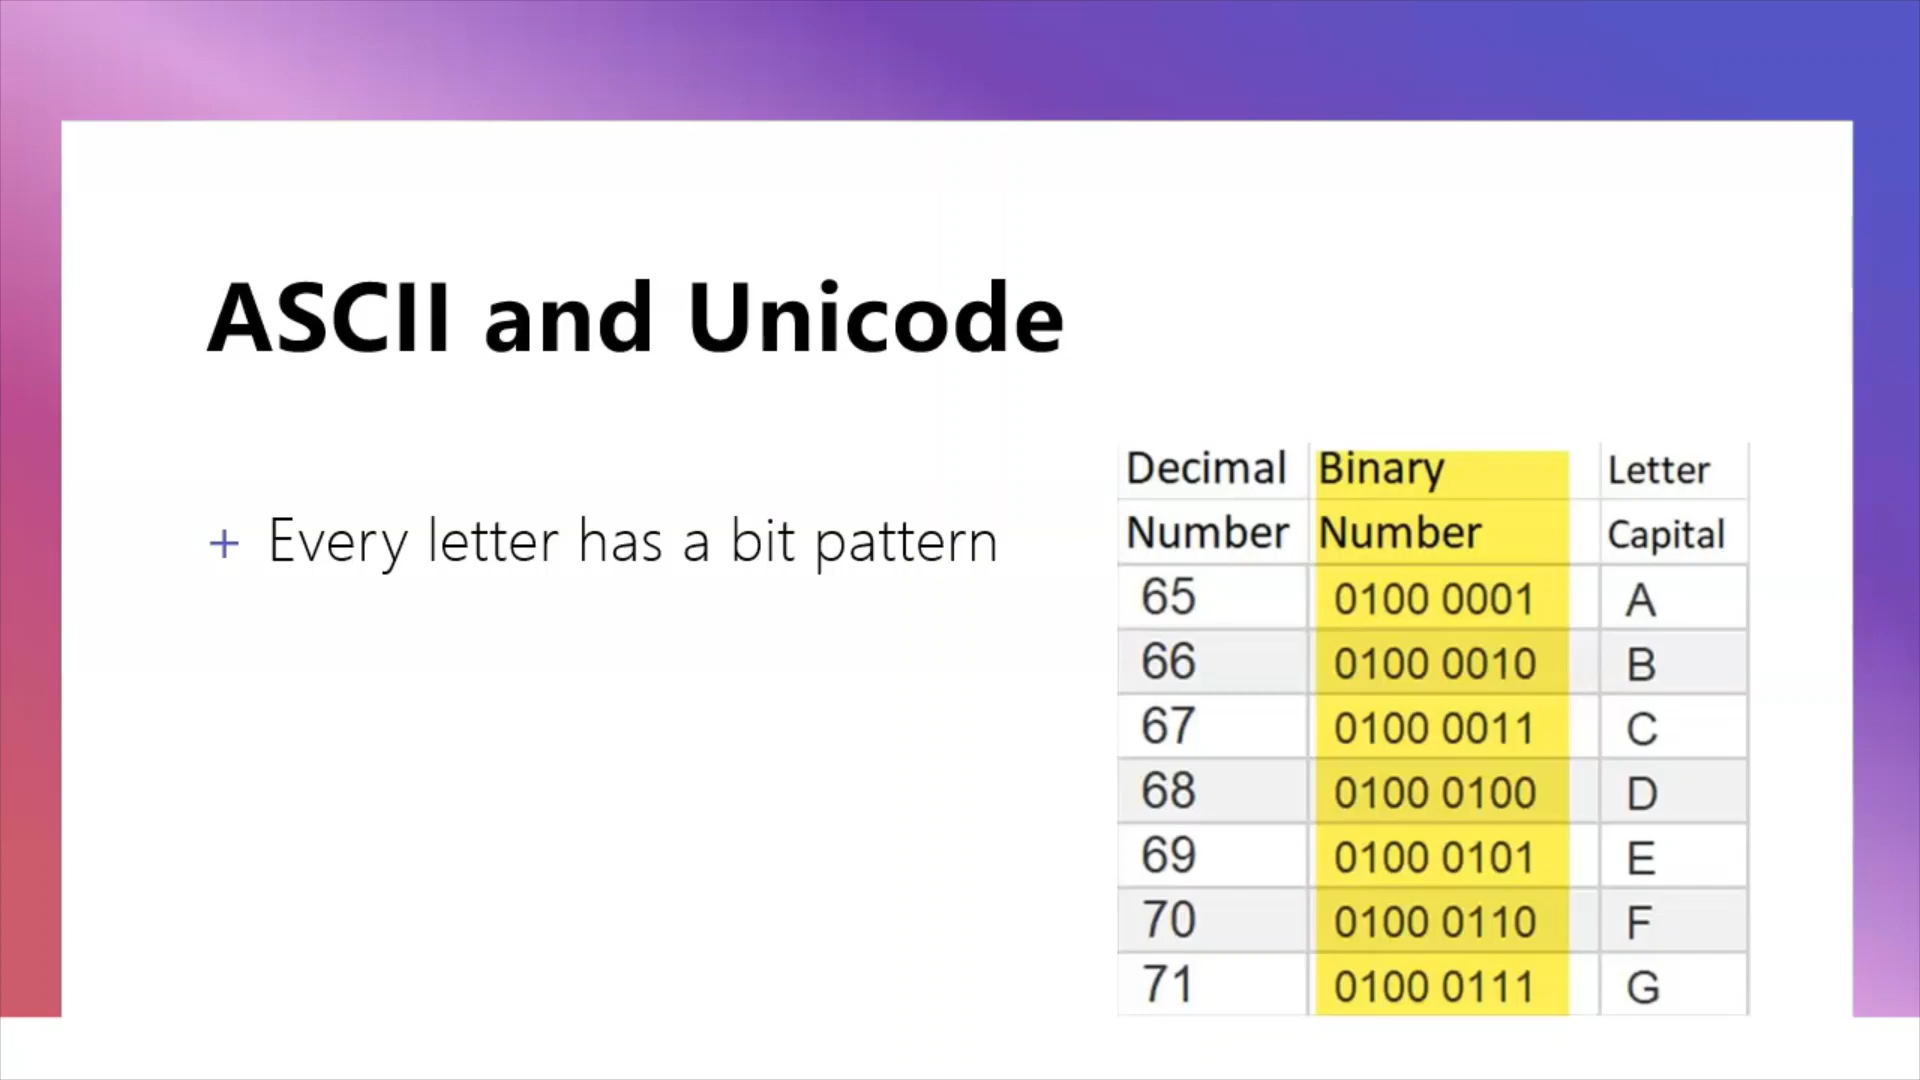 ASCII and Unicode
+ Every letter has a bit pattern
Decimal Binary Letter
Number Number Capital
65 0100 0001 A
66 0100 0010 B
67 0100 0011 C
68 0100 0100 D
69 0100 0101 E
70 0100 0110 F
71 0100 0111 G